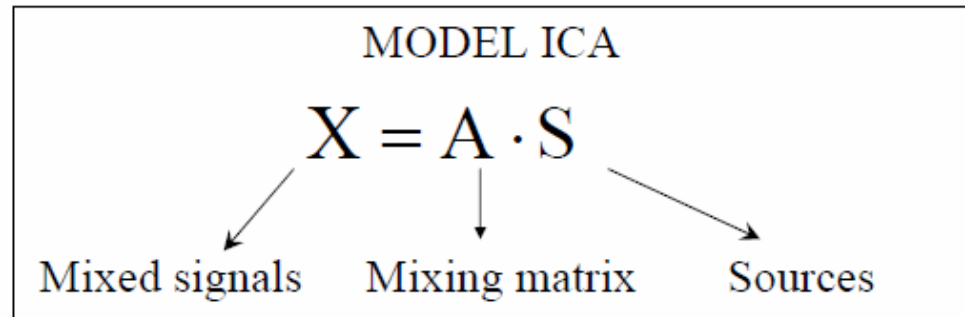 MODEL ICA
X = A · S
Mixed signals Mixing matrix Sources